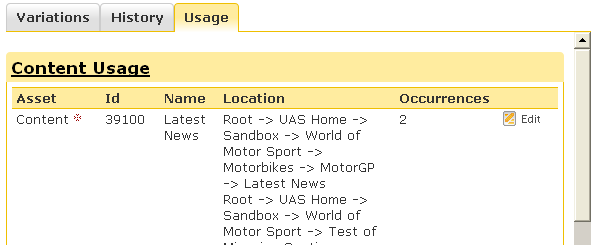 Variations History Usage
Content Usage
Asset Id Name Location Occurrences
Content 39100 Latest Root -> UAS Home -> 2 Edit
News Sandbox -> World of
Motor Sport ->
Motorbikes -> MotorGP
-> Latest News
Root -> UAS Home ->
Sandbox -> World of
Motor Sport -> Test of